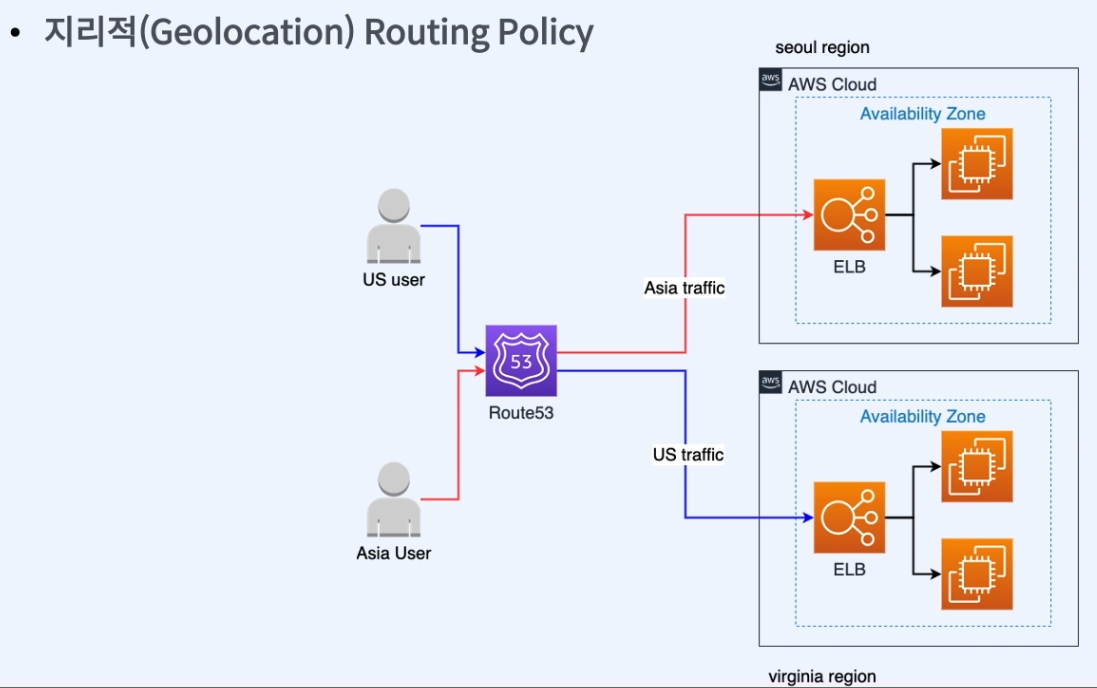 • 지리적(Geolocation) Routing Policy
seoul region
aws
AWS Cloud
Availability Zone
ELB
US user
Asia traffic
53
Route53
aws
AWS Cloud
Availability Zone
US traffic
ELB
Asia User
virginia region